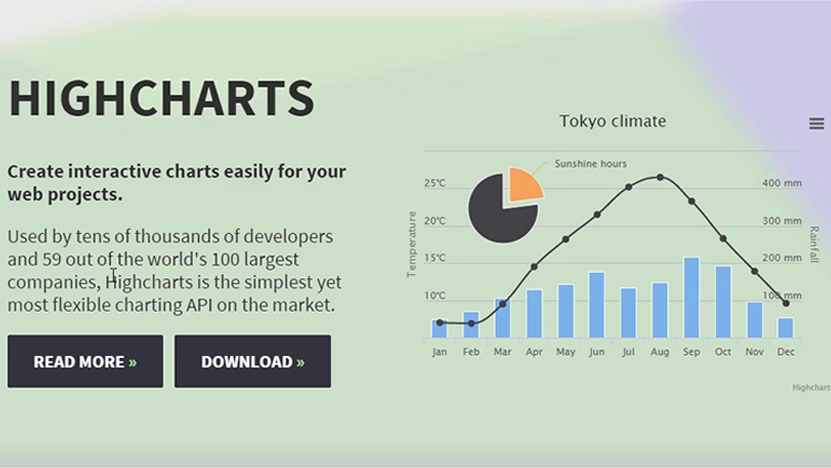 HIGHCHARTS
Create interactive charts easily for your
web projects.
Used by tens of thousands of developers
and 59 out of the world's 100 largest
companies, Highcharts is the simplest yet
most flexible charting API on the market.
READ MORE »
DOWNLOAD »
Tokyo climate
Sunshine hours
Temperature
25°C
20°C
15°C
10°C
400 mm
300 mm
200 mm
100 mm
Rainfall
Jan Feb Mar Apr May Jun Jul Aug Sep Oct Nov Dec
Highchart